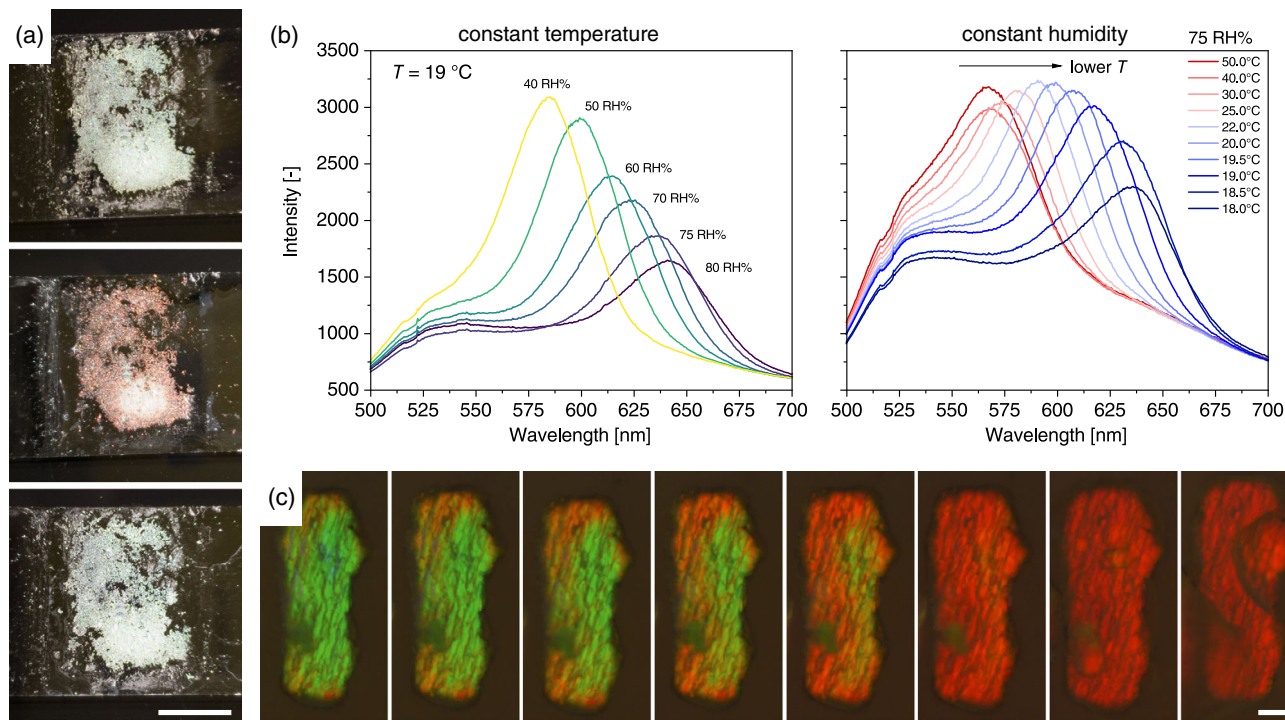 (a)
(b)
constant temperature
T = 19 °C
40 RH%
50 RH%
60 RH%
70 RH%
75 RH%
80 RH%
3500
3000
2500
2000
1500
1000
500
Intensity [-]
500 525 550 575 600 625 650 675 700
Wavelength [nm]
constant humidity
lower T
75 RH%
50.0°C
40.0°C
30.0°C
25.0°C
22.0°C
20.0°C
19.5°C
19.0°C
18.5°C
18.0°C
500 525 550 575 600 625 650 675 700
Wavelength [nm]
(c)